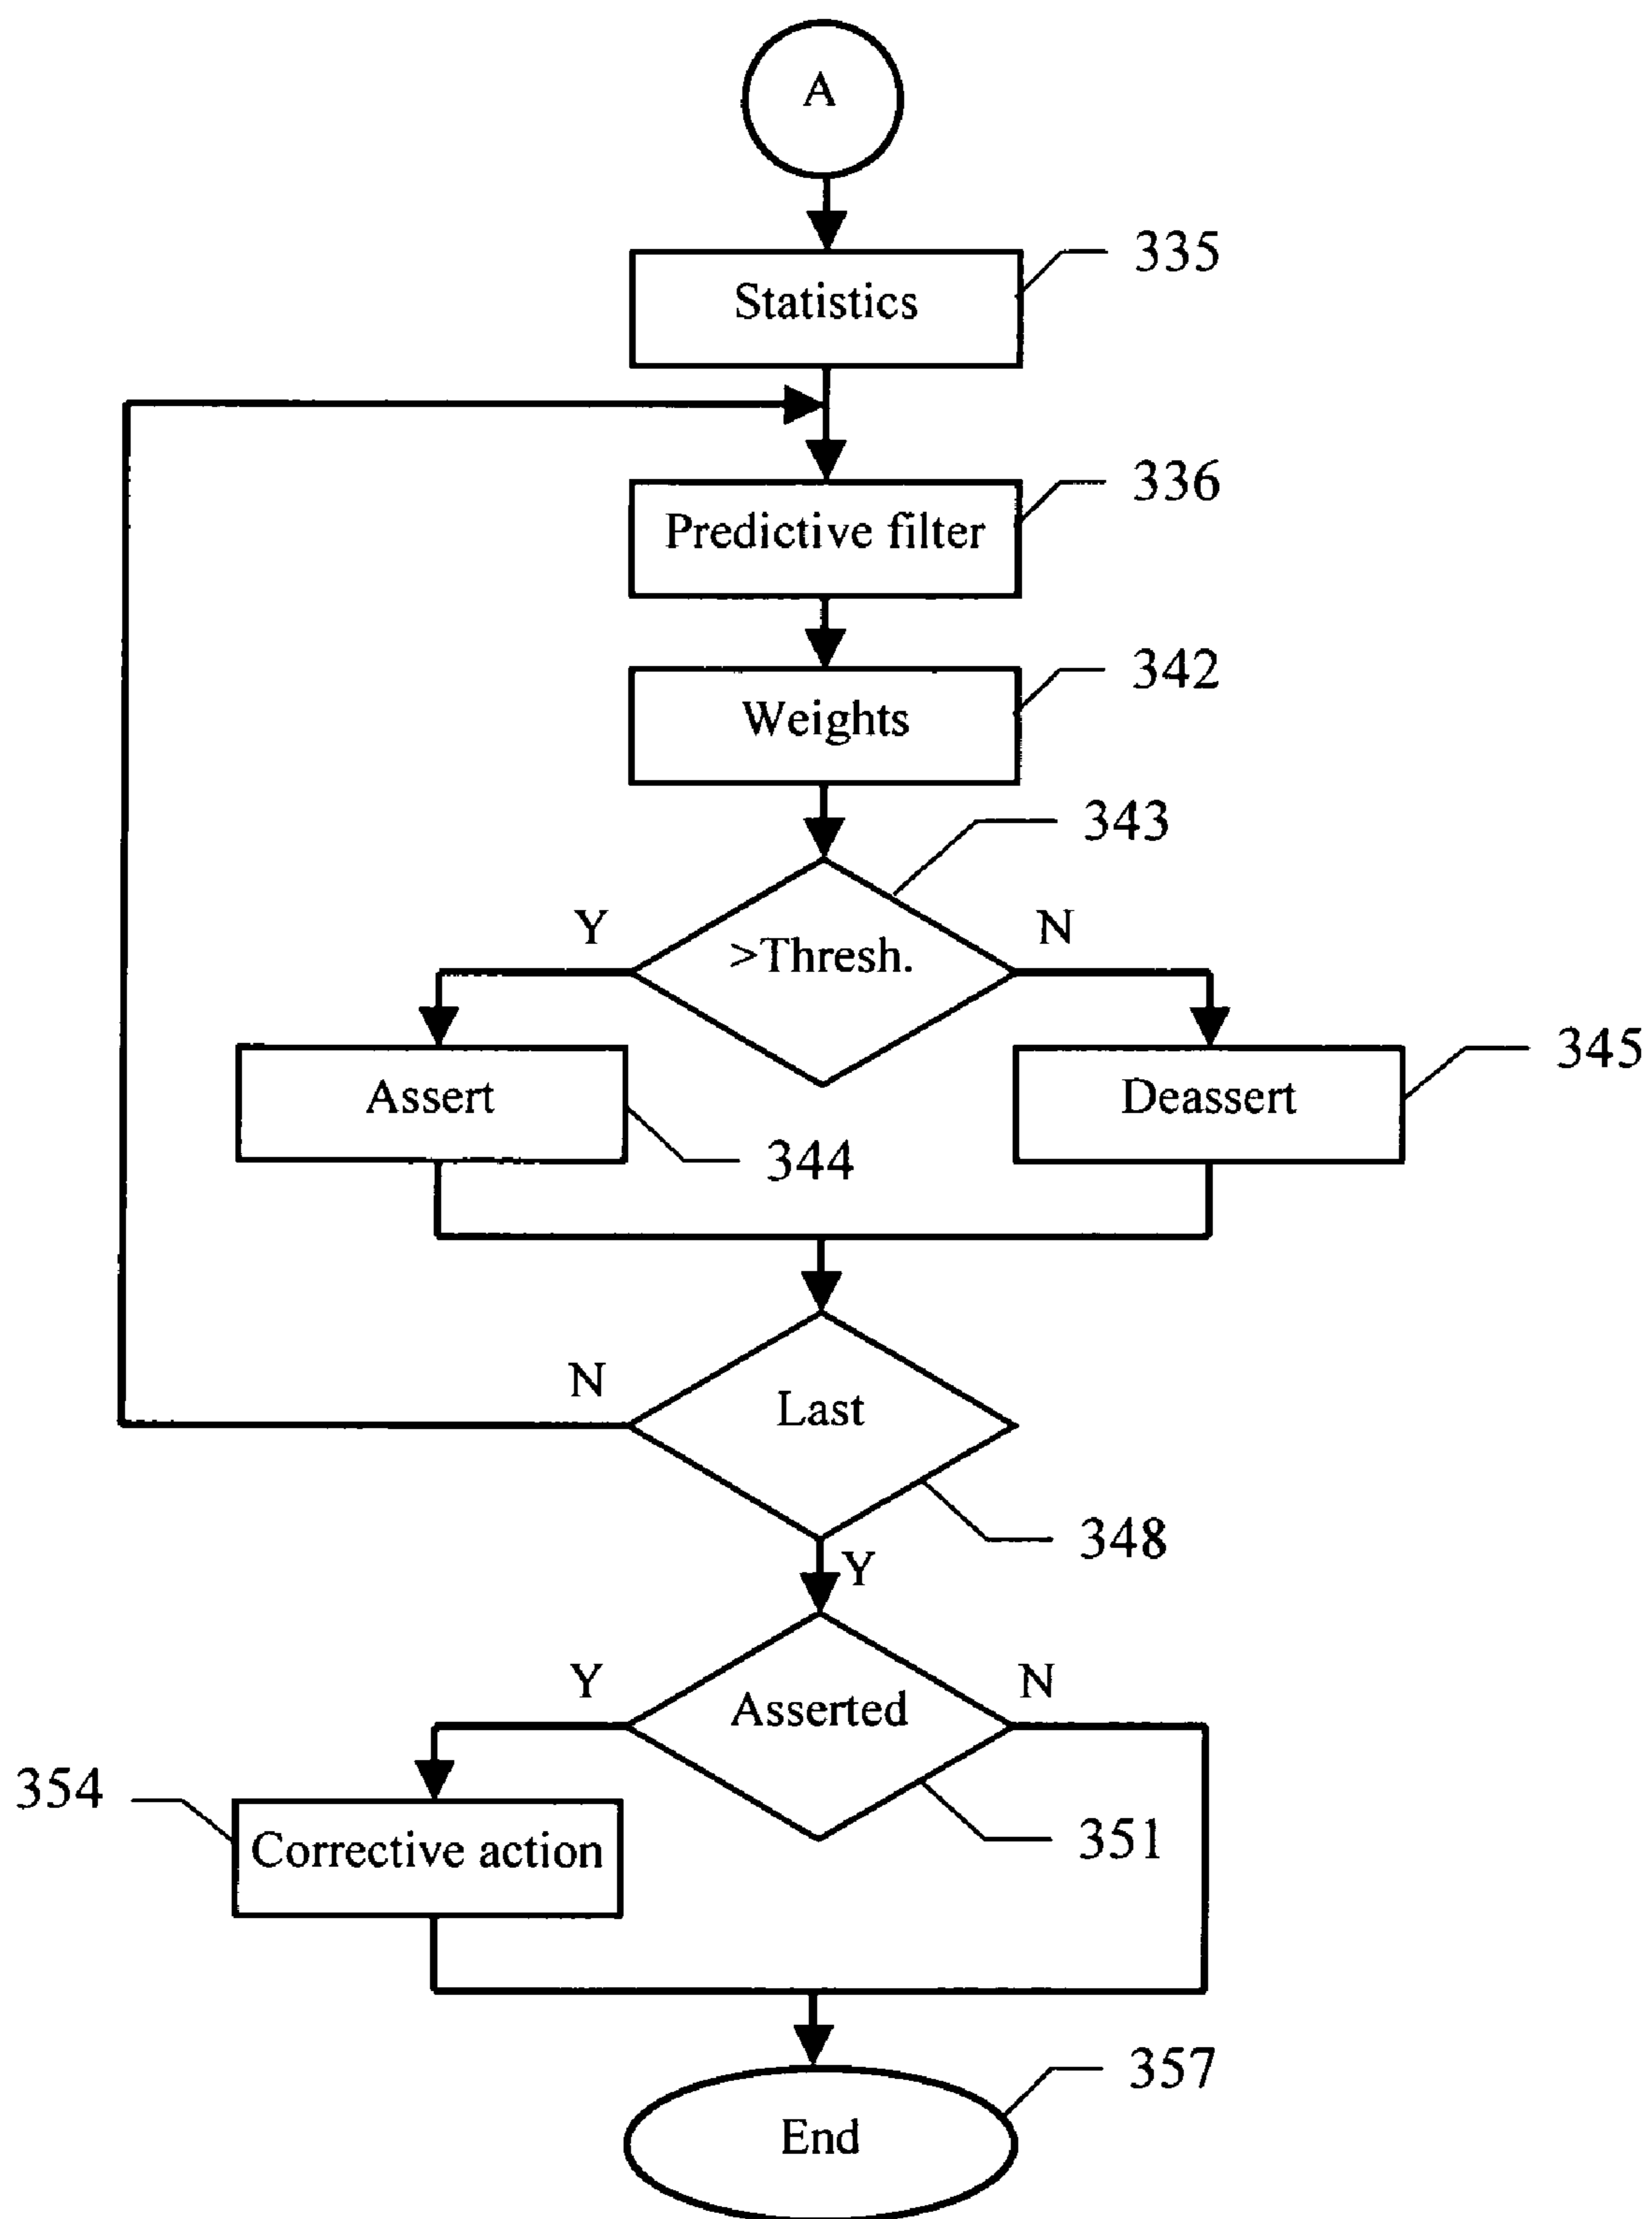 A
335
Statistics
336
Predictive filter
342
Weights
343
Y
N
>Thresh.
345
Assert
Deassert
344
N
Last
348
Y
Y
N
Asserted
354
351
Corrective action
357
End